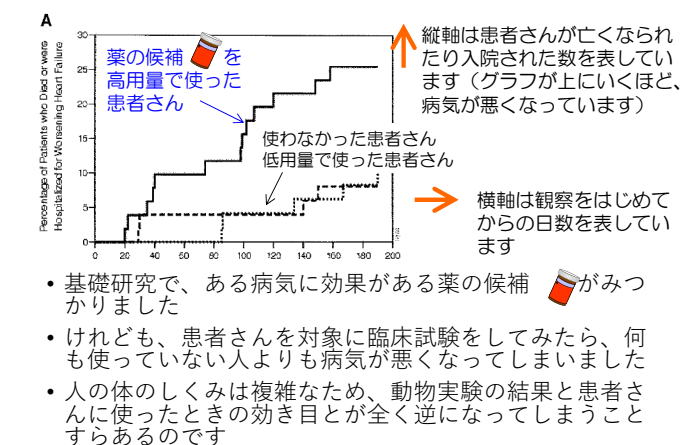 A
薬の候補 を
高用量で使った
患者さん
使わなかった患者さん
低用量で使った患者さん
Percentage of Patients who Died or were
Hospitalized for Worsening Heart Failure
30
25
20
15
10
5
0
0 20 40 60 80 100 120 140 160 180 200
縦軸は患者さんが亡くなられ
たり入院された数を表してい
ます（グラフが上にいくほど、
病気が悪くなっています）
横軸は観察をはじめて
からの日数を表してい
ます
• 基礎研究で、ある病気に効果がある薬の候補 がみつ
かりました
• けれども、患者さんを対象に臨床試験をしてみたら、何
も使っていない人よりも病気が悪くなってしまいました
• 人の体のしくみは複雑なため、動物実験の結果と患者さ
んに使ったときの効き目とが全く逆になってしまうこと
すらあるのです